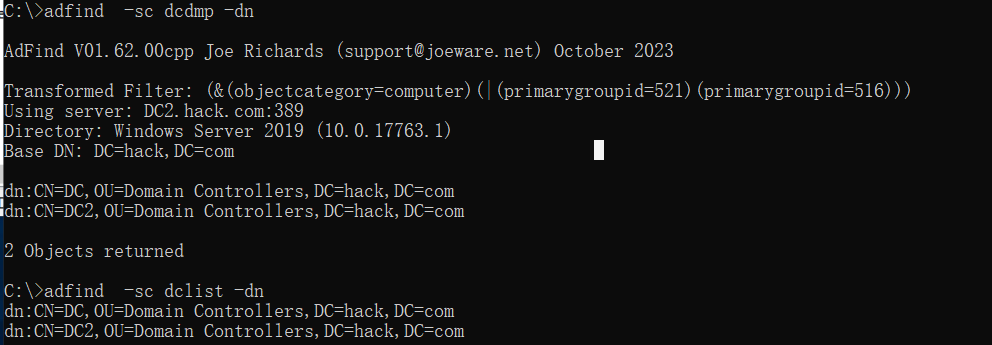 C:\>adfind  -sc dcdmp -dn
AdFind V01.62.00cpp Joe Richards (support@joeware.net) October 2023
Transformed Filter: (&(objectcategory=computer)(|(primarygroupid=521)(primarygroupid=516)))
Using server: DC2.hack.com:389
Directory: Windows Server 2019 (10.0.17763.1)
Base DN: DC=hack,DC=com
dn:CN=DC,OU=Domain Controllers,DC=hack,DC=com
dn:CN=DC2,OU=Domain Controllers,DC=hack,DC=com
2 Objects returned
C:\>adfind  -sc dclist -dn
dn:CN=DC,OU=Domain Controllers,DC=hack,DC=com
dn:CN=DC2,OU=Domain Controllers,DC=hack,DC=com